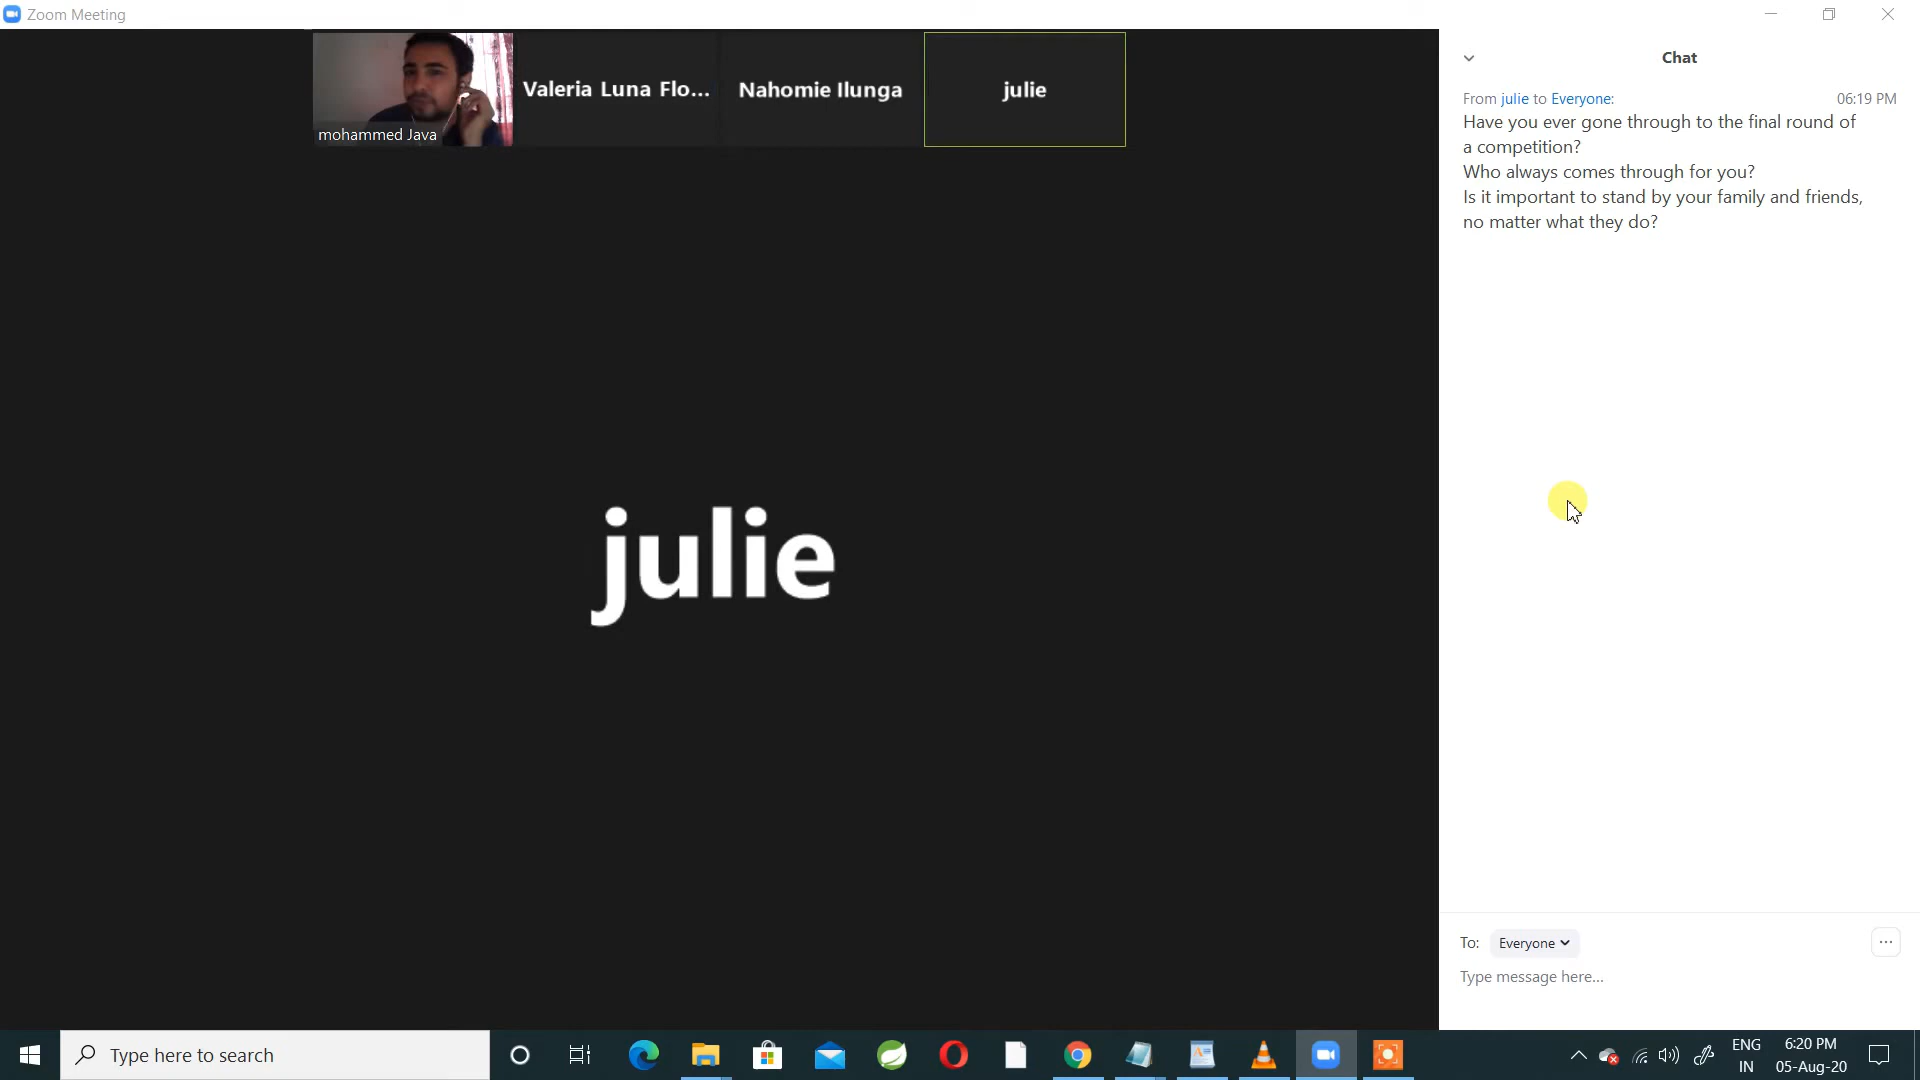 Zoom Meeting
mohammed Java
Valeria Luna Flo...
Nahomie Ilunga
julie
julie
Chat
From julie to Everyone:
06:19 PM
Have you ever gone through to the final round of
a competition?
Who always comes through for you?
Is it important to stand by your family and friends,
no matter what they do?
To: Everyone
Type message here...
Type here to search
ENG
IN
6:20 PM
05-Aug-20